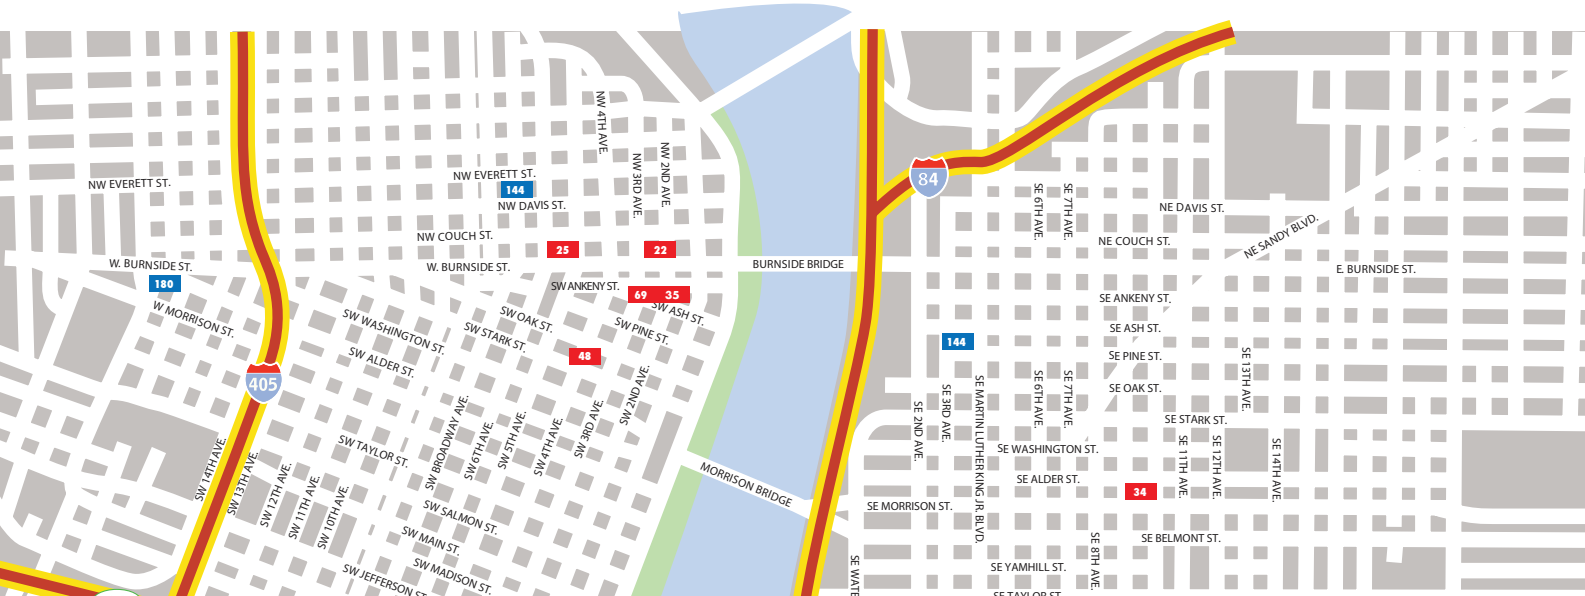 NW 4TH AVE.
NW 3RD AVE.
NW 2ND AVE.
NW EVERETT ST.
NW EVERETT ST.
144
NW DAVIS ST.
84
SE 6TH AVE.
SE 7TH AVE.
NE DAVIS ST.
NE SANDY BLVD.
NW COUCH ST.
25
22
NE COUCH ST.
W. BURNSIDE ST.
W. BURNSIDE ST.
BURNSIDE BRIDGE
E. BURNSIDE ST.
180
SW ANKENY ST.
69
35
SE ANKENY ST.
W MORRISON ST.
SW WASHINGTON ST.
SW OAK ST.
SW ASH ST.
SW STARK ST.
SW PINE ST.
SE ASH ST.
144
SW ALDER ST.
48
SE PINE ST.
405
SE OAK ST.
SE 13TH AVE.
SW 2ND AVE.
SE 2ND AVE.
SE 3RD AVE.
SE MARTIN LUTHER KING JR. BLVD.
SE 6TH AVE.
SE 7TH AVE.
SE STARK ST.
SW 14TH AVE.
SW 13TH AVE.
SW 12TH AVE.
SW 11TH AVE.
SW 10TH AVE.
SW TAYLOR ST.
SW BROADWAY AVE.
SW 6TH AVE.
SW 5TH AVE.
SW 4TH AVE.
SW 3RD AVE.
SE WASHINGTON ST.
SE 11TH AVE.
SE 12TH AVE.
SE 14TH AVE.
MORRISON BRIDGE
SE ALDER ST.
34
SE MORRISON ST.
SW SALMON ST.
SW MAIN ST.
SE BELMONT ST.
SE 8TH AVE.
SW MADISON ST.
SW JEFFERSON ST.
SE WATE
SE YAMHILL ST.
SE TAYLOR ST.